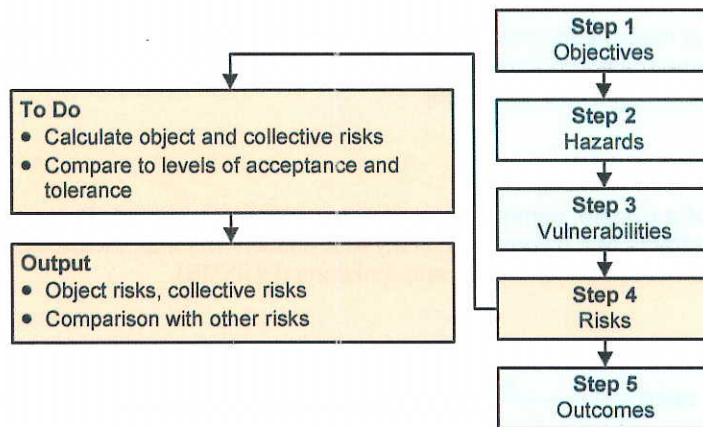 Step 1
Objectives
Step 2
Hazards
Step 3
Vulnerabilities
Step 4
Risks
Step 5
Outcomes
To Do
• Calculate object and collective risks
• Compare to levels of acceptance and
tolerance
Output
• Object risks, collective risks
• Comparison with other risks